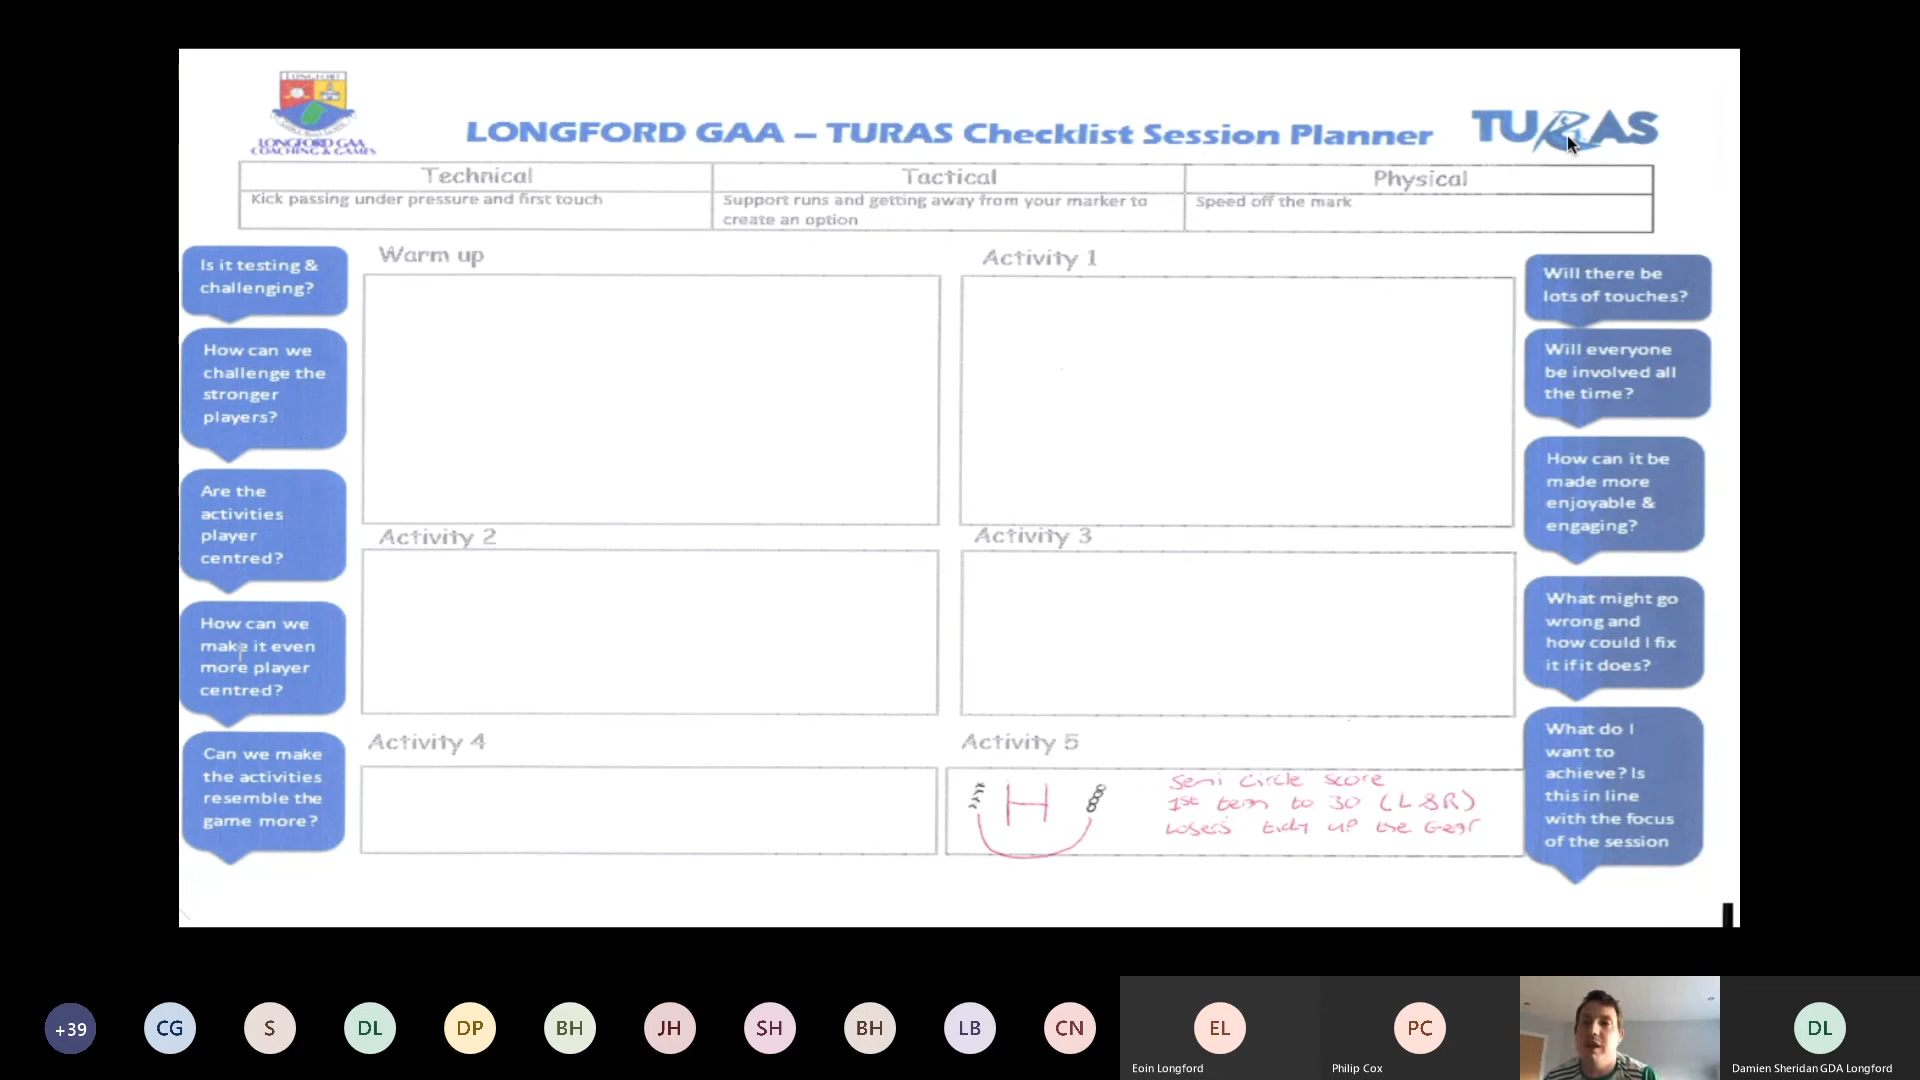 LONGFORD
LONGFORD GAA
COACHING & GAMES
LONGFORD GAA – TURAS Checklist Session Planner
TURAS
Technical
Tactical
Physical
Kick passing under pressure and first touch
Support runs and getting away from your marker to
create an option
Speed off the mark
Is it testing &
challenging?
How can we
challenge the
stronger
players?
Are the
activities
player
centred?
How can we
make it even
more player
centred?
Can we make
the activities
resemble the
game more?
Warm up
Activity 1
Activity 2
Activity 3
Activity 4
Activity 5
Semi circle score
1st team to 30 (L&R)
Losers tidy up the Gear
Will there be
lots of touches?
Will everyone
be involved all
the time?
How can it be
made more
enjoyable &
engaging?
What might go
wrong and
how could I fix
it if it does?
What do I
want to
achieve? Is
this in line
with the focus
of the session
+39
CG
S
DL
DP
BH
JH
SH
BH
LB
CN
EL
Eoin Longford
PC
Philip Cox
DL
Damien Sheridan GDA Longford